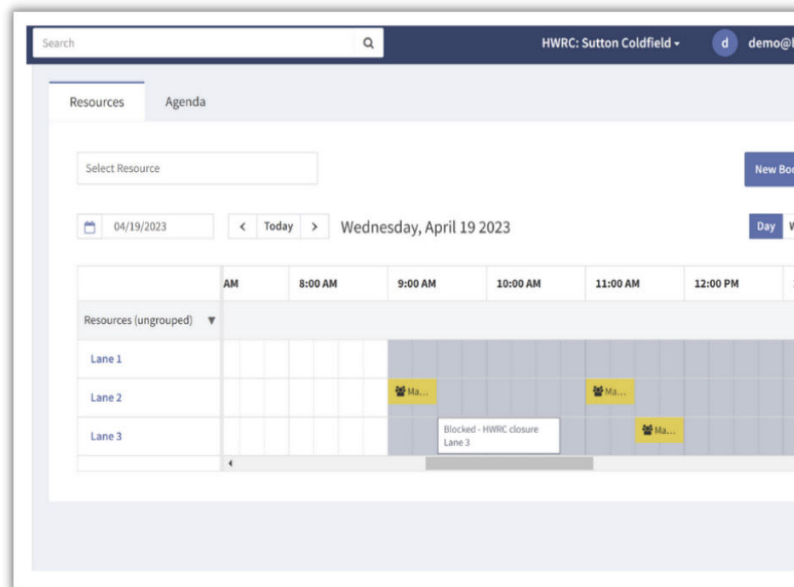 Search
HWRC: Sutton Coldfield
d
demo@
Resources
Agenda
Select Resource
New Boo
04/19/2023
< Today >
Wednesday, April 19 2023
Day
AM 8:00 AM 9:00 AM 10:00 AM 11:00 AM 12:00 PM
Resources (ungrouped)
Lane 1
Lane 2
Ma...
Ma...
Lane 3
Blocked - HWRC closure
Lane 3
Ma...